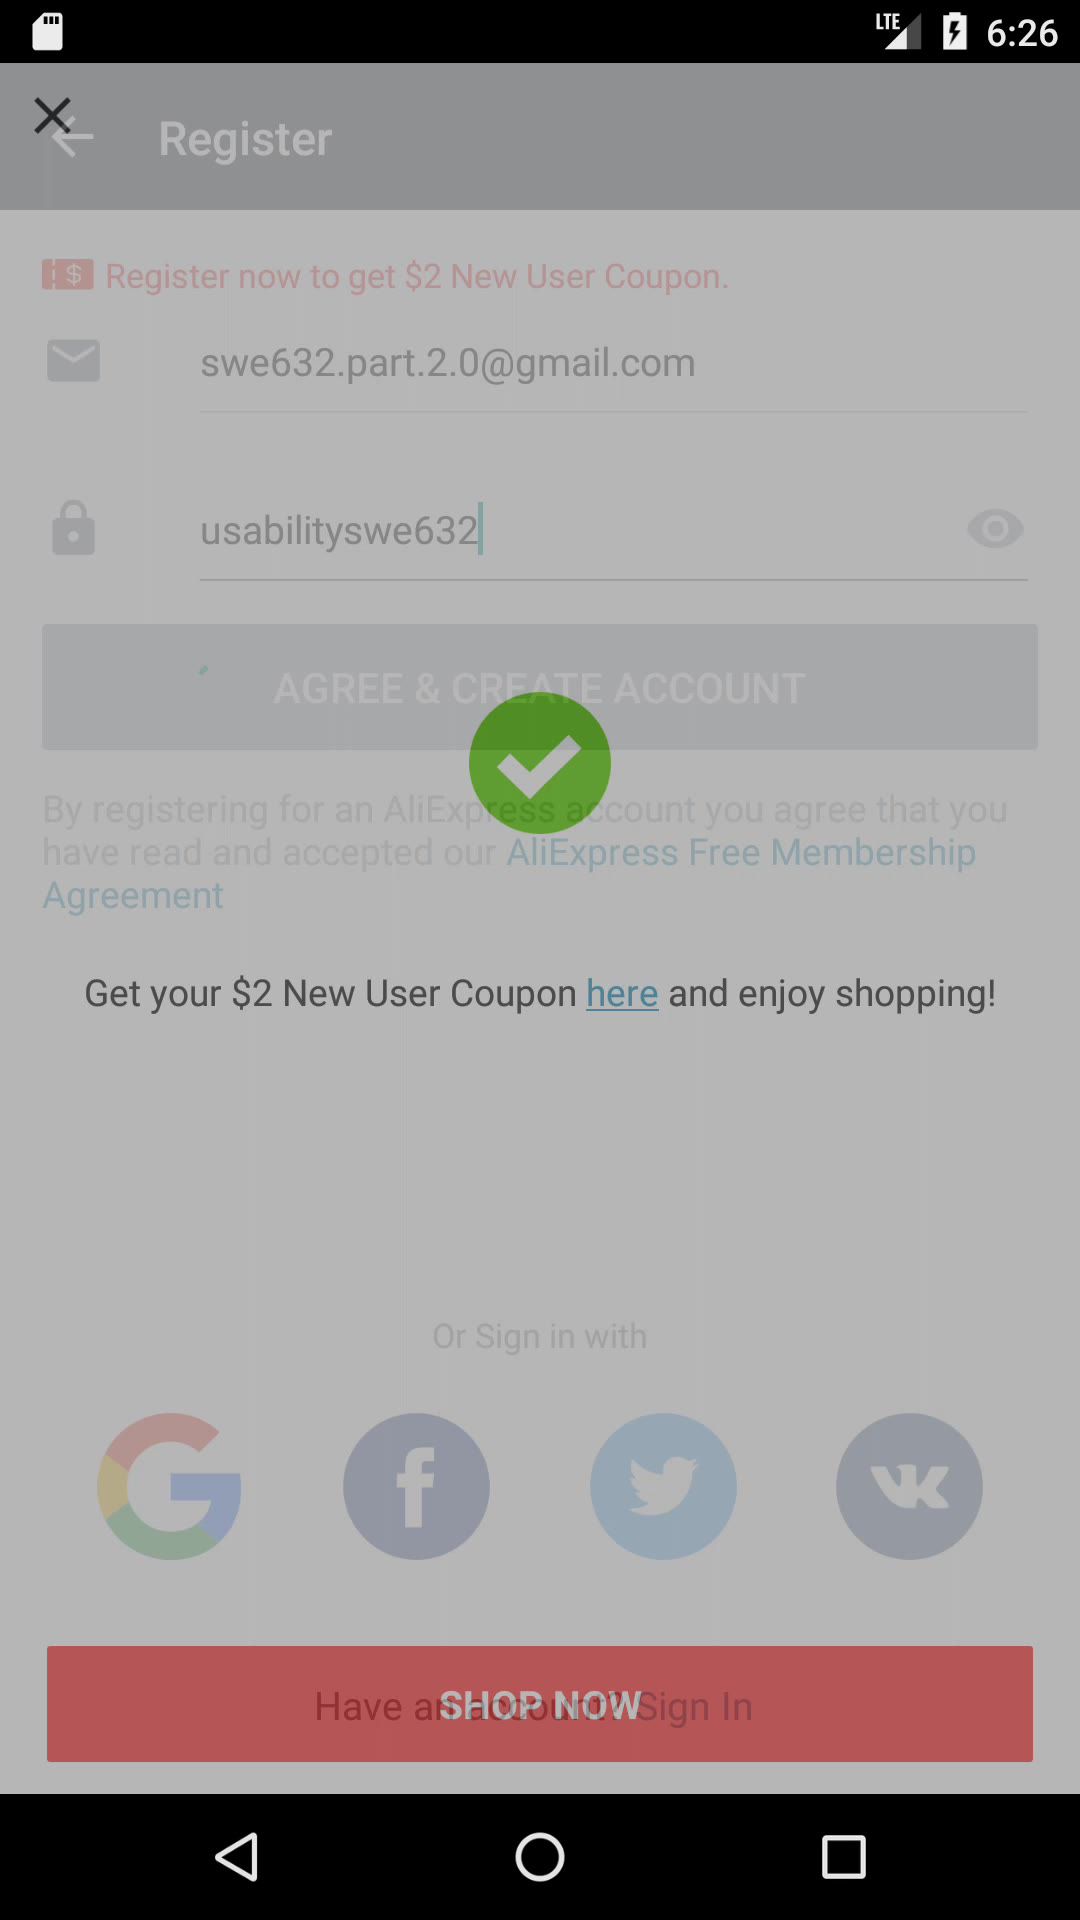 LTE 6:26
Register
Register now to get $2 New User Coupon.
swe632.part.2.0@gmail.com
usabilityswe632
AGREE & CREATE ACCOUNT
By registering for an AliExpress account you agree that you
have read and accepted our AliExpress Free Membership
Agreement
Get your $2 New User Coupon here and enjoy shopping!
Or Sign in with
Have an account? Sign In
SHOP NOW